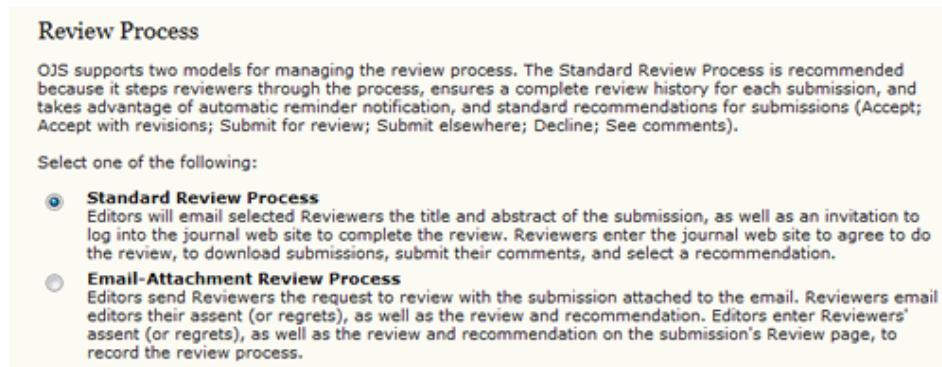 Review Process
OJS supports two models for managing the review process. The Standard Review Process is recommended
because it steps reviewers through the process, ensures a complete review history for each submission, and
takes advantage of automatic reminder notification, and standard recommendations for submissions (Accept;
Accept with revisions; Submit for review; Submit elsewhere; Decline; See comments).
Select one of the following:
Standard Review Process
Editors will email selected Reviewers the title and abstract of the submission, as well as an invitation to
log into the journal web site to complete the review. Reviewers enter the journal web site to agree to do
the review, to download submissions, submit their comments, and select a recommendation.
Email-Attachment Review Process
Editors send Reviewers the request to review with the submission attached to the email. Reviewers email
editors their assent (or regrets), as well as the review and recommendation. Editors enter Reviewers'
assent (or regrets), as well as the review and recommendation on the submission's Review page, to
record the review process.